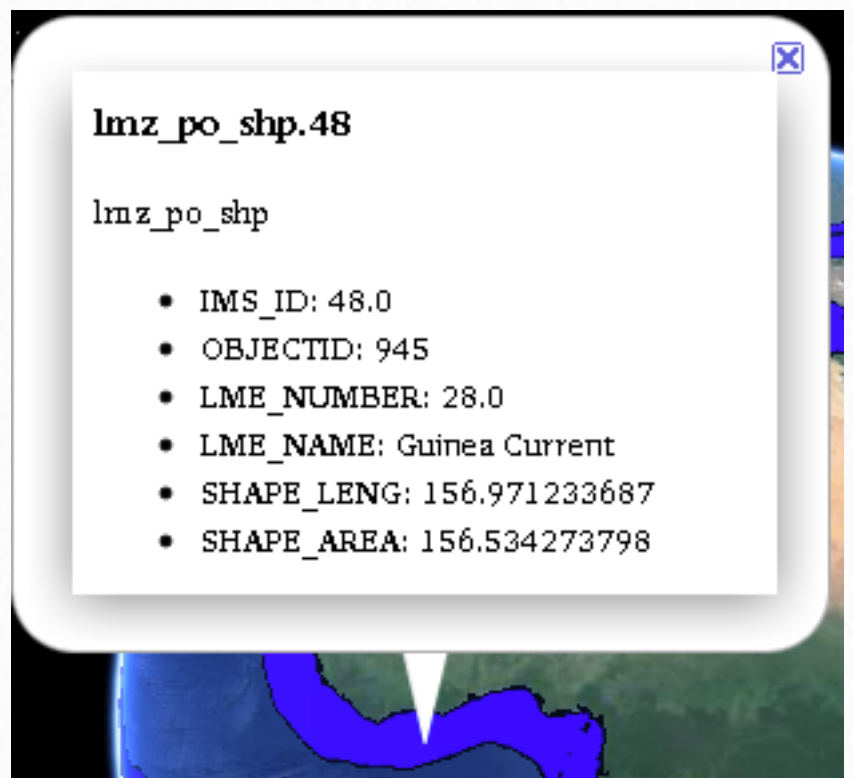 lmz_po_shp.48
lmz_po_shp
• IMS_ID: 48.0
• OBJECTID: 945
• LME_NUMBER: 28.0
• LME_NAME: Guinea Current
• SHAPE_LENG: 156.971233687
• SHAPE_AREA: 156.534273798